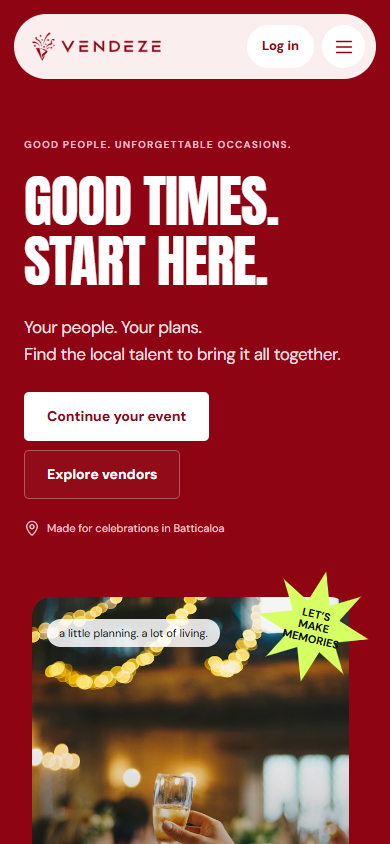 VENDEZE
Log in
GOOD PEOPLE. UNFORGETTABLE OCCASIONS.
GOOD TIMES.
START HERE.
Your people. Your plans.
Find the local talent to bring it all together.
Continue your event
Explore vendors
Made for celebrations in Batticaloa
LET'S
MAKE
MEMORIES
a little planning. a lot of living.